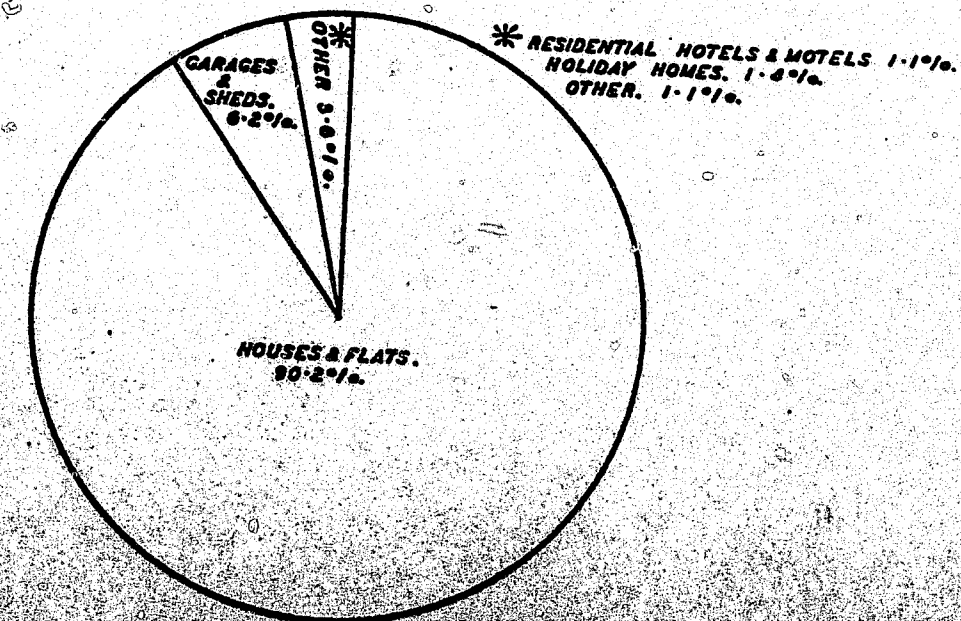 ✳ RESIDENTIAL HOTELS & MOTELS 1·1%.
HOLIDAY HOMES. 1·4%.
OTHER. 1·1%.
✳
OTHER 3·6%.
GARAGES
&
SHEDS.
6·2%.
HOUSES & FLATS.
90·2%.